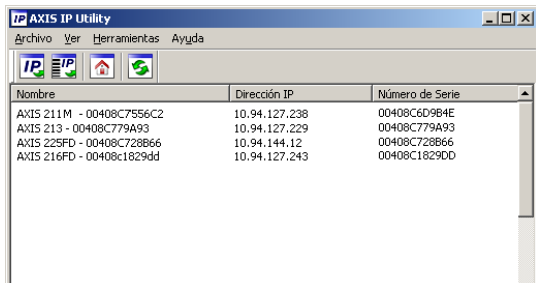 IP AXIS IP Utility
Archivo Ver Herramientas Ayuda
IP IP
Nombre Dirección IP Número de Serie
AXIS 211M - 00408C7556C2 10.94.127.238 00408C6D9B4E
AXIS 213 - 00408C779A93 10.94.127.229 00408C779A93
AXIS 225FD - 00408C728B66 10.94.144.12 00408C728B66
AXIS 216FD - 00408c1829dd 10.94.127.243 00408C1829DD